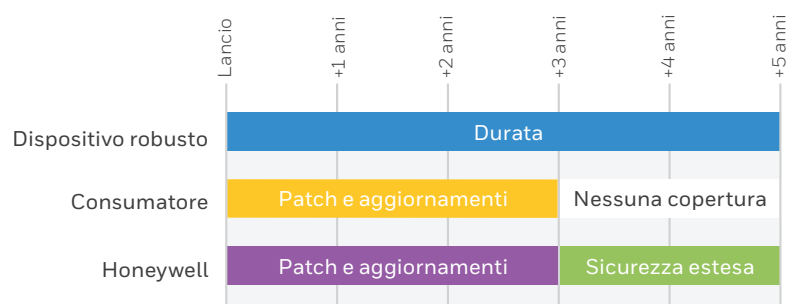 Lancio
+1 anni
+2 anni
+3 anni
+4 anni
+5 anni
Dispositivo robusto
Durata
Consumatore
Patch e aggiornamenti
Nessuna copertura
Honeywell
Patch e aggiornamenti
Sicurezza estesa